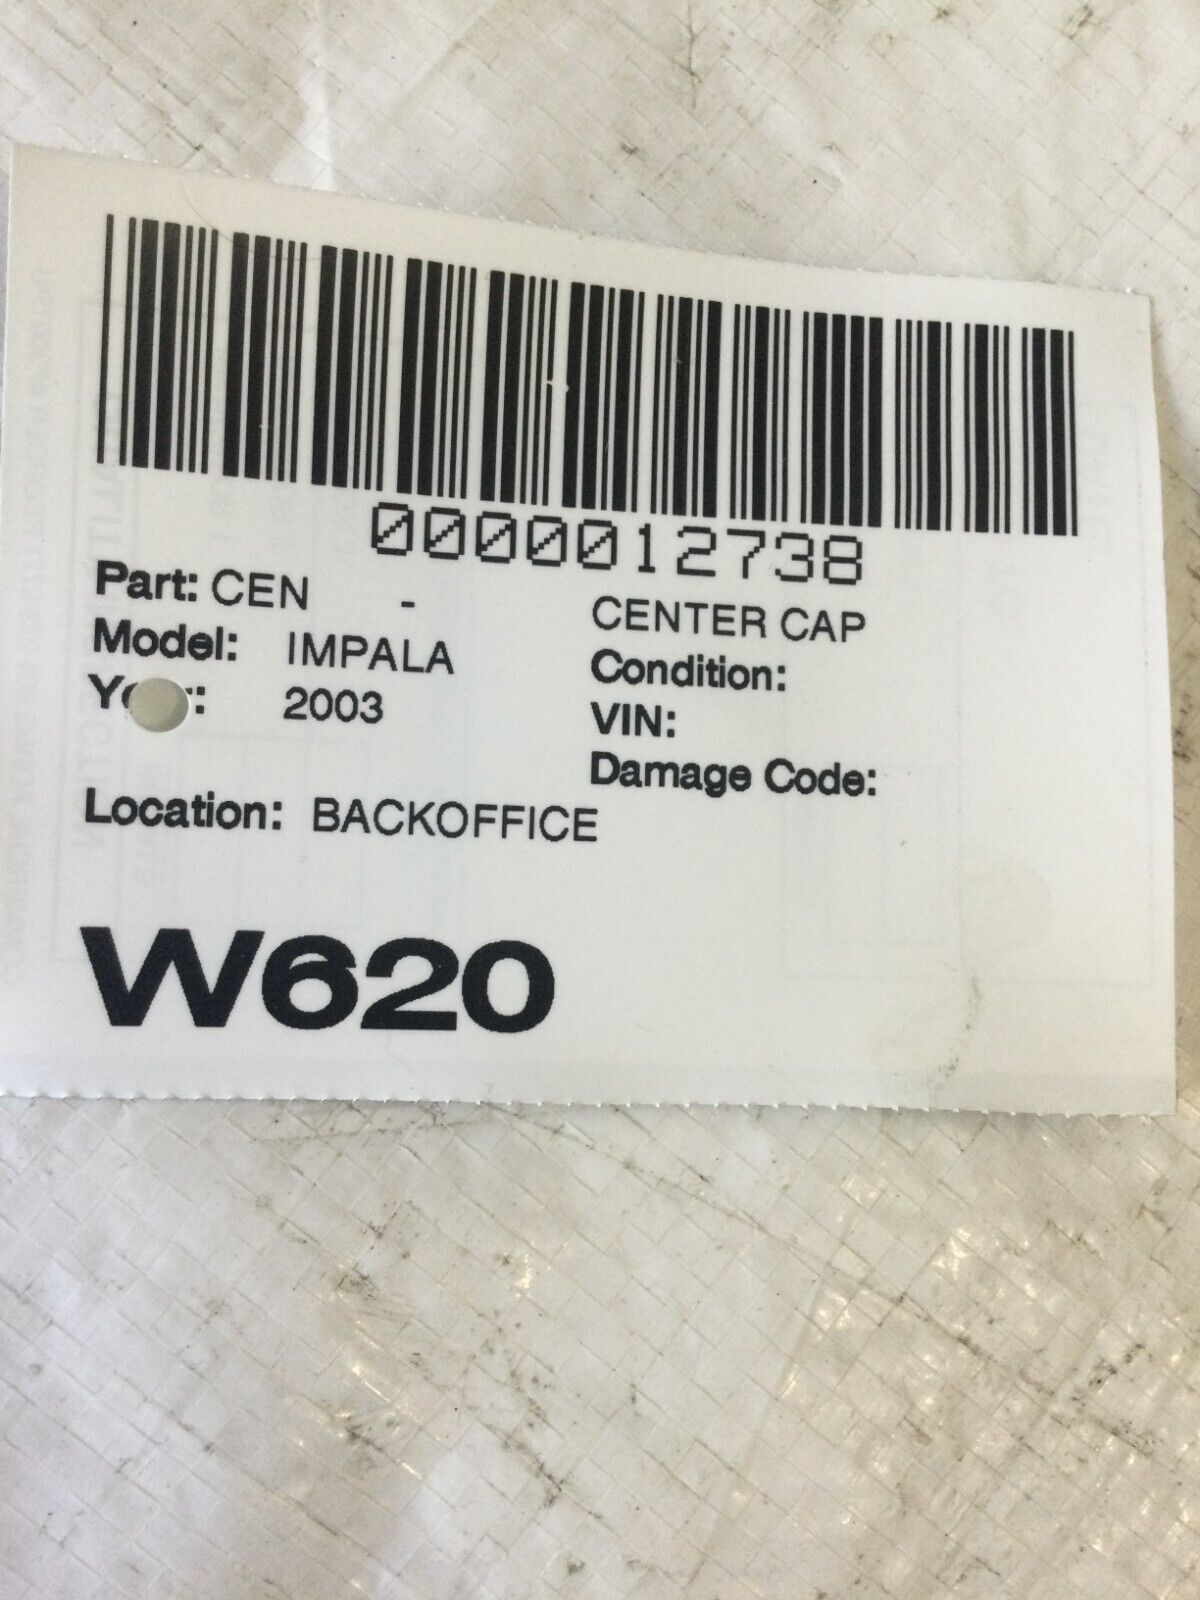 0000012738
Part: CEN - CENTER CAP
Model: IMPALA Condition:
2003 VIN:
Damage Code:
Location: BACKOFFICE
W620